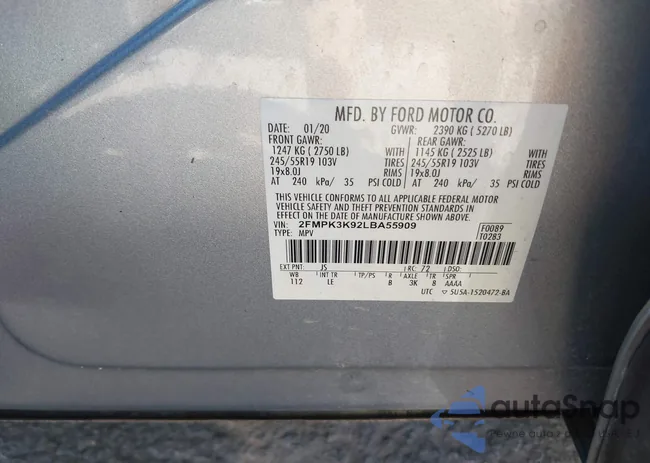 MFD. BY FORD MOTOR CO.
DATE: 01/20 GVWR: 2390 KG ( 5270 LB)
FRONT GAWR: REAR GAWR:
1247 KG ( 2750 LB) WITH 1145 KG ( 2525 LB) WITH
245/55R19 103V TIRES 245/55R19 103V TIRES
19x8.0J RIMS 19x8.0J RIMS
AT 240 kPa/ 35 PSI COLD AT 240 kPa/ 35 PSI COLD
THIS VEHICLE CONFORMS TO ALL APPLICABLE FEDERAL MOTOR
VEHICLE SAFETY AND THEFT PREVENTION STANDARDS IN
EFFECT ON THE DATE OF MANUFACTURE SHOWN ABOVE.
VIN: 2FMPK3K92LBA55909 F0089
TYPE: MPV T0283
EXT PNT: JS RC: 72 DSO:
WB INT TR TP/PS R AXLE TR SPR
112 LE B 3K 8 AAAA
UTC 5U5A-1520472-BA
autoSnap